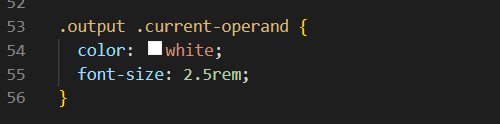 52
53 .output .current-operand {
54 color: white;
55 font-size: 2.5rem;
56 }